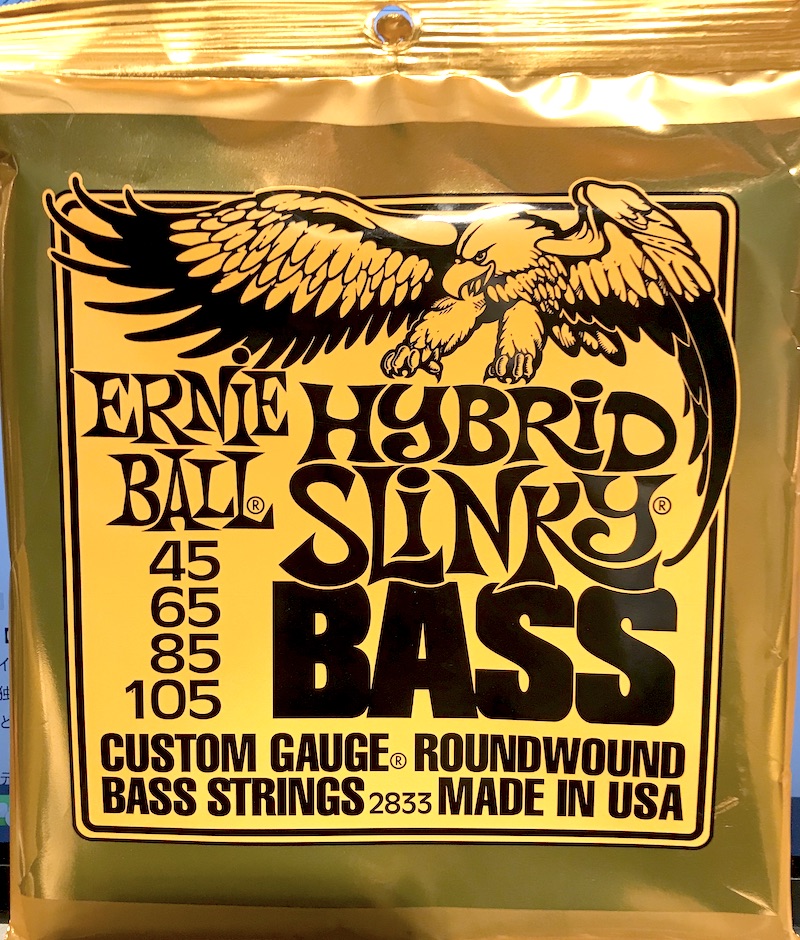 ERNiE
BALL®
HYBRiD
SLiNKY®
BASS
45
65
85
105
CUSTOM GAUGE® ROUNDWOUND
BASS STRINGS 2833 MADE IN USA